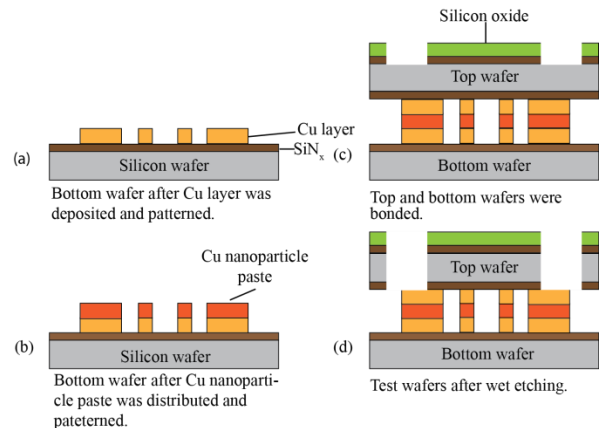 Cu layer
SiNₓ
(a)
Silicon wafer
Bottom wafer after Cu layer was
deposited and patterned.
Cu nanoparticle
paste
(b)
Silicon wafer
Bottom wafer after Cu nanoparti-
cle paste was distributed and
pateterned.
Silicon oxide
Top wafer
(c)
Bottom wafer
Top and bottom wafers were
bonded.
Top wafer
(d)
Bottom wafer
Test wafers after wet etching.